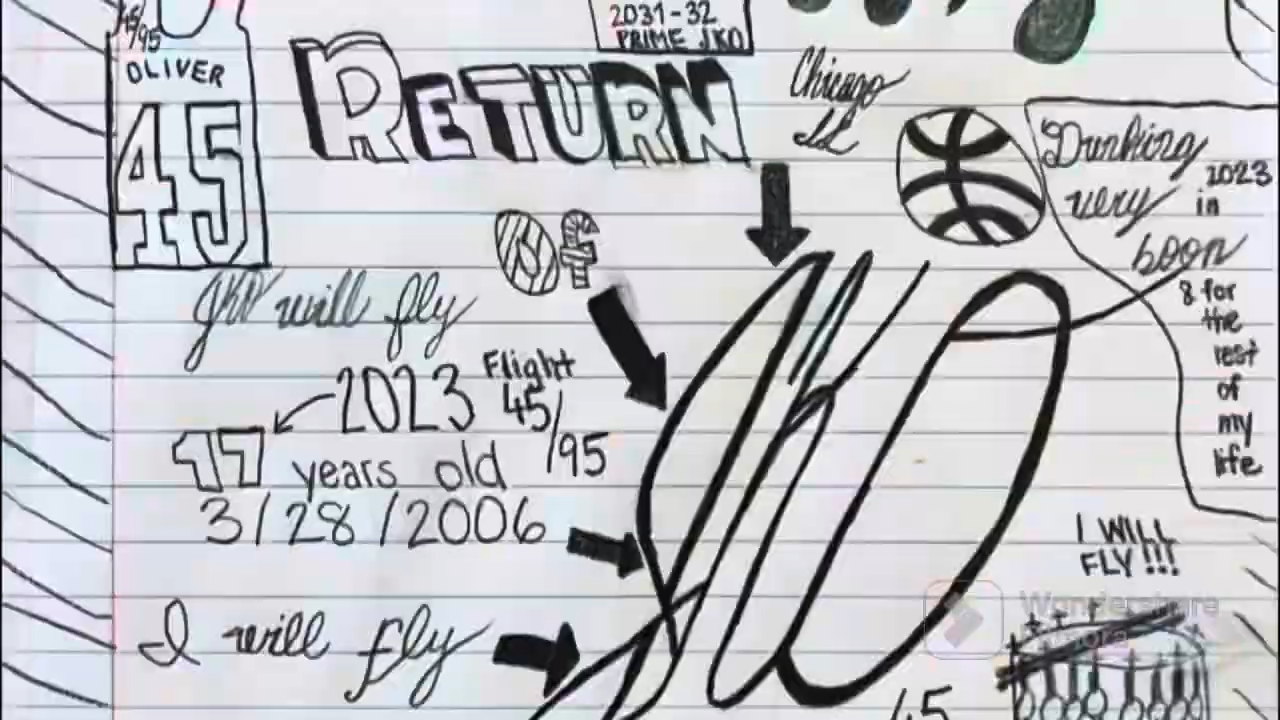 45/95
OLIVER
45
2031-32
PRIME JKO
RETURN
Of
Chicago
IL
Dunking
very
soon
in
2023
& for
the
rest
of
my
life
JKO will fly
2023
Flight
45/95
17
years old
3/28/2006
I will fly
JKO
I WILL
FLY!!!
45
Wondershare